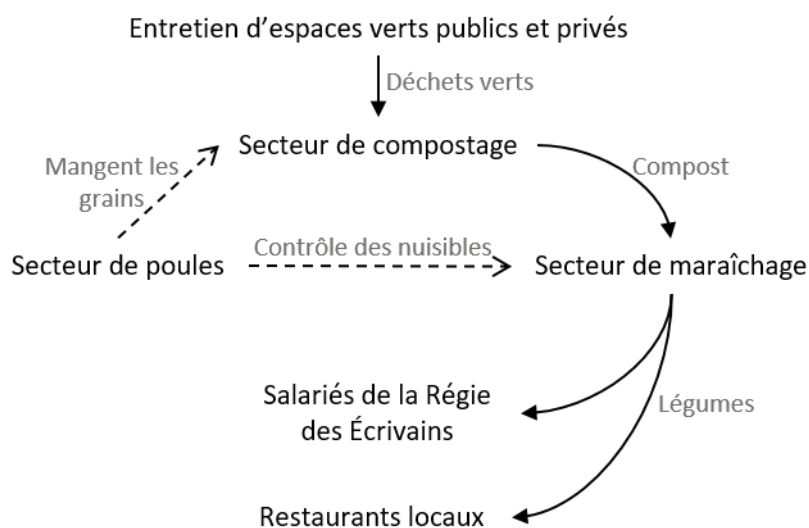 Entretien d'espaces verts publics et privés
Déchets verts
Secteur de compostage
Mangent les
grains
Compost
Contrôle des nuisibles
Secteur de poules
Secteur de maraîchage
Salariés de la Régie
des Écrivains
Légumes
Restaurants locaux